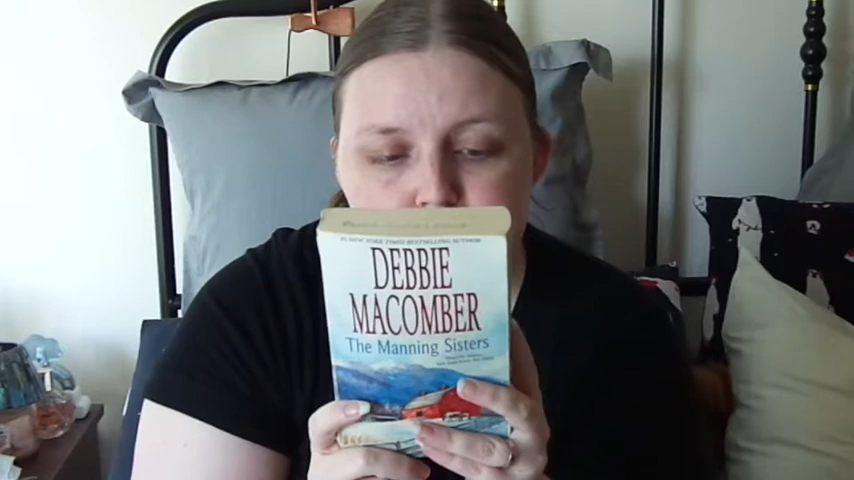 #1 NEW YORK TIMES BESTSELLING AUTHOR
DEBBIE
MACOMBER
The Manning Sisters